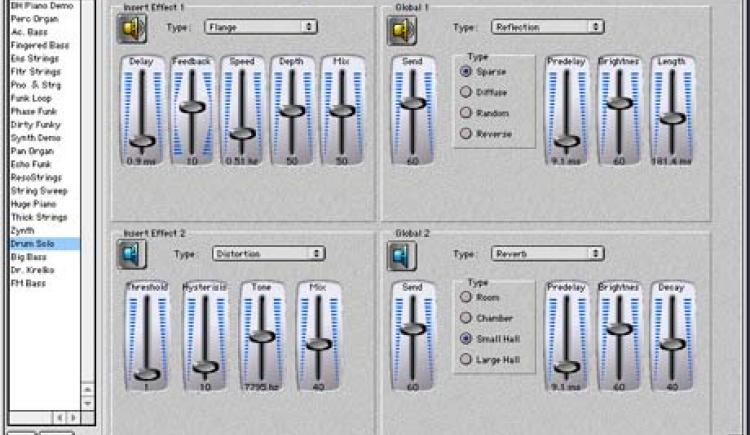 BH Piano Demo
Perc Organ
Ac. Bass
Fingered Bass
Ens Strings
Fltr Strings
Pno & Strg
Funk Loop
Phase Funk
Dirty Funky
Synth Demo
Pan Organ
Echo Funk
ResoStrings
String Sweep
Huge Piano
Thick Strings
Zynth
Drum Solo
Big Bass
Dr. Krelko
FM Bass
Insert Effect 1
Type: Flange
Delay Feedback Speed Depth Mix
0.9 ms 10 0.51 hz 50 50
Global 1
Type: Reflection
Send
60
Type
Sparse
Diffuse
Random
Reverse
Predelay Brightnes Length
9.1 ms 60 181.4 ms
Insert Effect 2
Type: Distortion
Threshold Hysterisis Tone Mix
1 10 7795 hz 40
Global 2
Type: Reverb
Send
60
Type
Room
Chamber
Small Hall
Large Hall
Predelay Brightnes Decay
9.1 ms 60 40